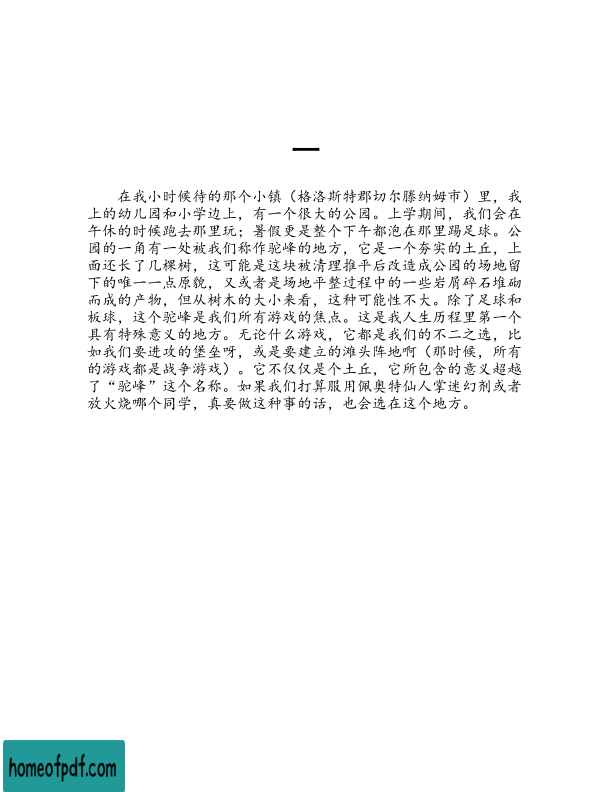 一
在我小时候待的那个小镇（格洛斯特郡切尔滕纳姆市）里，我
上的幼儿园和小学边上，有一个很大的公园。上学期间，我们会在
午休的时候跑去那里玩；暑假更是整个下午都泡在那里踢足球。公
园的一角有一处被我们称作驼峰的地方，它是一个夯实的土丘，上
面还长了几棵树，这可能是这块被清理推平后改造成公园的场地留
下的唯一一点原貌，又或者是场地平整过程中的一些岩屑碎石堆砌
而成的产物，但从树木的大小来看，这种可能性不大。除了足球和
板球，这个驼峰是我们所有游戏的焦点。这是我人生历程里第一个
具有特殊意义的地方。无论什么游戏，它都是我们的不二之选，比
如我们要进攻的堡垒呀，或是要建立的滩头阵地啊（那时候，所有
的游戏都是战争游戏）。它不仅仅是个土丘，它所包含的意义超越
了“驼峰”这个名称。如果我们打算服用佩奥特仙人掌迷幻剂或者
放火烧哪个同学，真要做这种事的话，也会选在这个地方。
homeofpdf.com